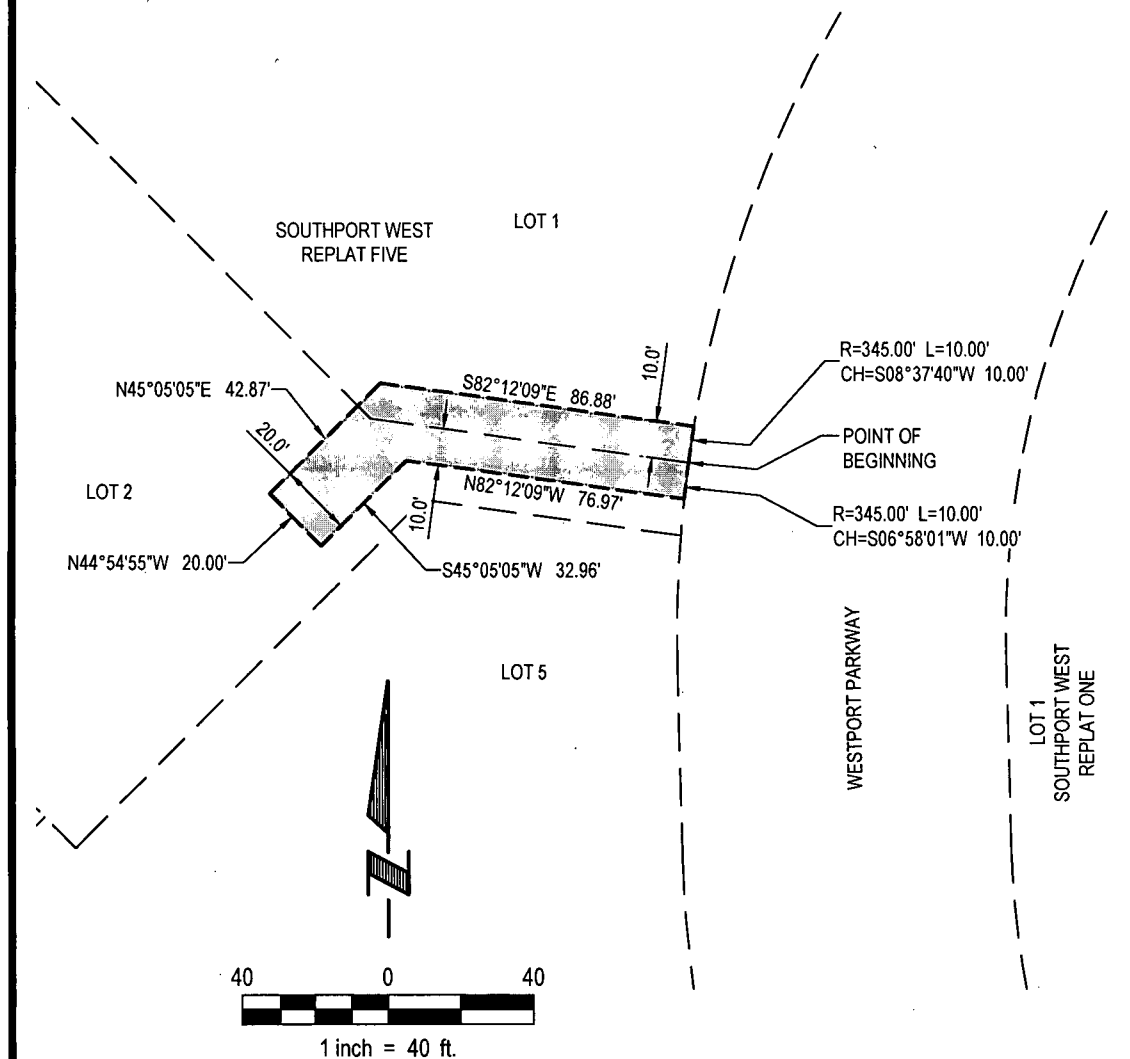 LOT 1
SOUTHPORT WEST
REPLAT FIVE
R=345.00' L=10.00'
CH=S08°37'40"W 10.00'
10.0'
S82°12'09"E 86.88'
N45°05'05"E 42.87'
POINT OF
BEGINNING
20.0'
LOT 2
N82°12'09"W 76.97'
10.0'
R=345.00' L=10.00'
CH=S06°58'01"W 10.00'
N44°54'55"W 20.00'
S45°05'05"W 32.96'
LOT 5
WESTPORT PARKWAY
LOT 1
SOUTHPORT WEST
REPLAT ONE
40 0 40
1 inch = 40 ft.